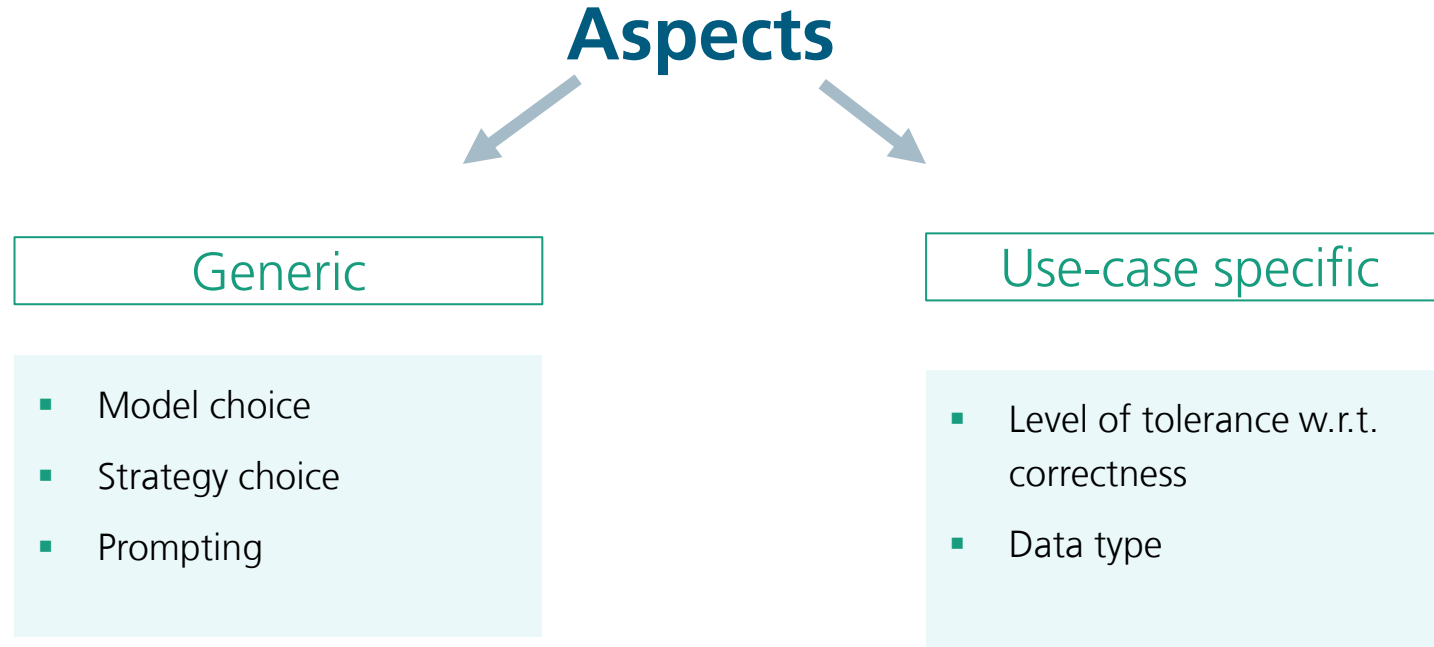 Aspects
Generic
▪ Model choice
▪ Strategy choice
▪ Prompting
Use-case specific
▪ Level of tolerance w.r.t.
correctness
▪ Data type